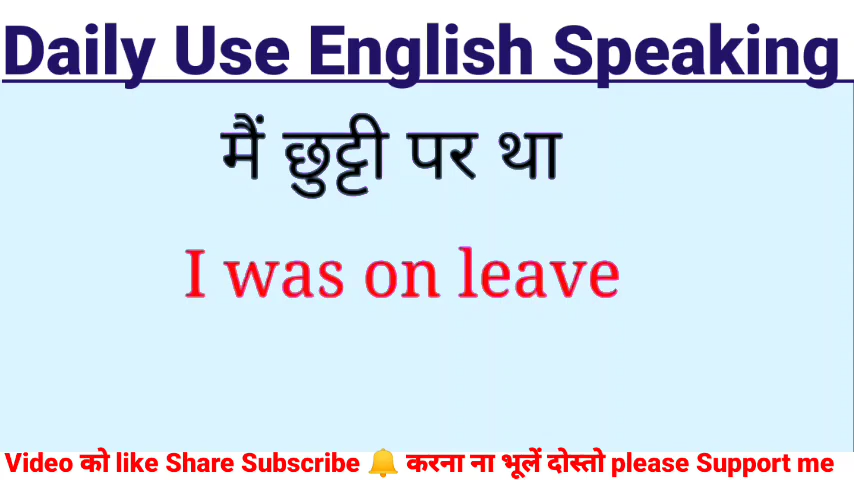 Daily Use English Speaking
मैं छुट्टी पर था
I was on leave
Video को like Share Subscribe 🔔 करना ना भूलें दोस्तो please Support me